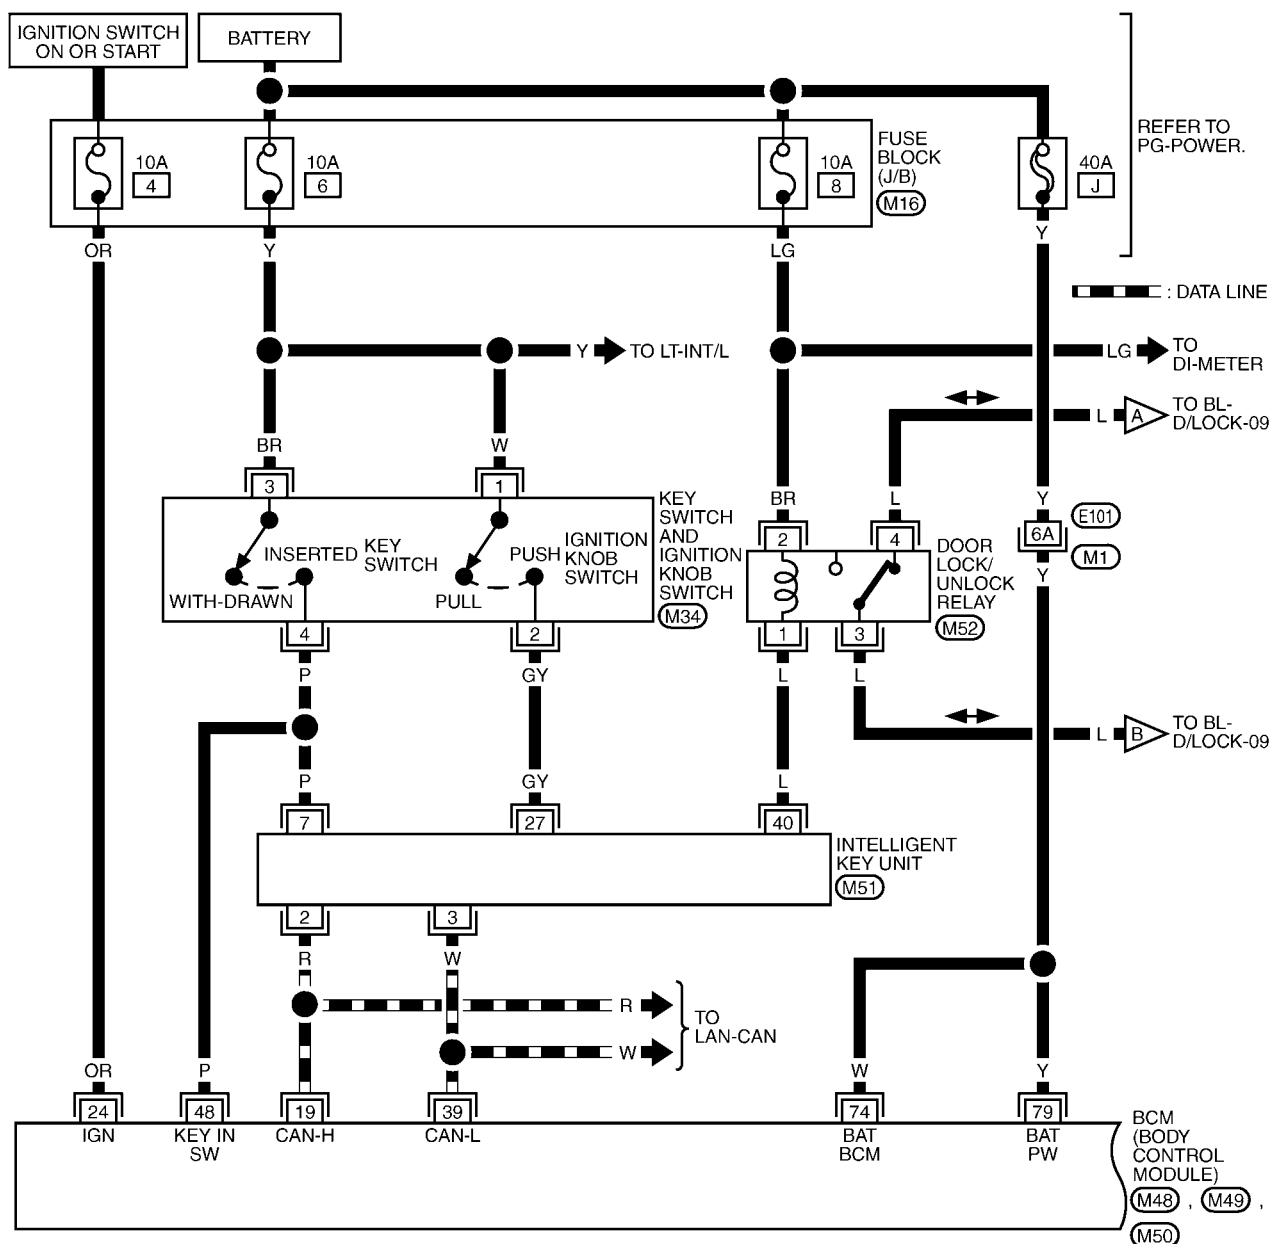 IGNITION SWITCH
ON OR START
BATTERY
REFER TO
PG-POWER.
10A
4
10A
6
10A
8
FUSE
BLOCK
(J/B)
M16
40A
J
OR
Y
LG
Y
: DATA LINE
Y
TO LT-INT/L
LG
TO
DI-METER
L
A
TO BL-
D/LOCK-09
BR
W
BR
L
Y
3
1
KEY
SWITCH
AND
IGNITION
KNOB
SWITCH
M34
2
4
6A
E101
M1
INSERTED
KEY
SWITCH
WITH-DRAWN
PUSH
PULL
IGNITION
KNOB
SWITCH
DOOR
LOCK/
UNLOCK
RELAY
M52
Y
4
2
1
3
P
GY
L
L
L
B
TO BL-
D/LOCK-09
P
GY
L
7
27
40
INTELLIGENT
KEY UNIT
M51
2
3
R
W
R
W
TO
LAN-CAN
OR
P
W
Y
24
48
19
39
74
79
IGN
KEY IN
SW
CAN-H
CAN-L
BAT
BCM
BAT
PW
BCM
(BODY
CONTROL
MODULE)
M48 , M49 ,
M50